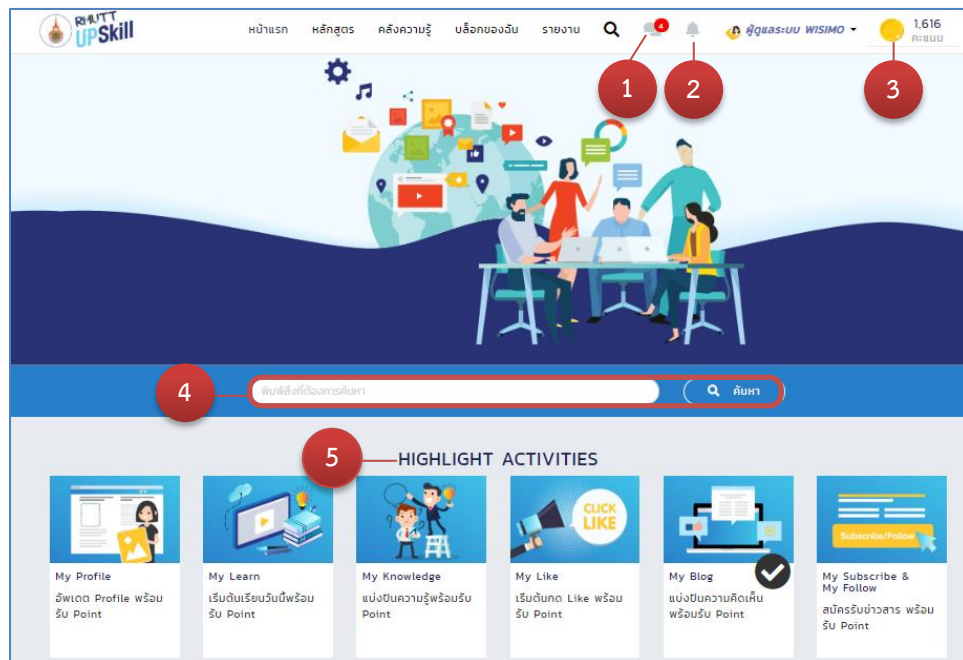 RMUTT
UPSkill
หน้าแรก หลักสูตร คลังความรู้ บล็อกของฉัน รายงาน
4
ผู้ดูแลระบบ WISIMO
1,616
คะแนน
1
2
3
4
พิมพ์สิ่งที่ต้องการค้นหา
ค้นหา
5
HIGHLIGHT ACTIVITIES
CLICK
LIKE
Subscribe/Follow
My Profile
อัพเดต Profile พร้อม
รับ Point
My Learn
เริ่มต้นเรียนวันนี้พร้อม
รับ Point
My Knowledge
แบ่งปันความรู้พร้อมรับ
Point
My Like
เริ่มต้นกด Like พร้อม
รับ Point
My Blog
แบ่งปันความคิดเห็น
พร้อมรับ Point
My Subscribe &
My Follow
สมัครรับข่าวสาร พร้อม
รับ Point